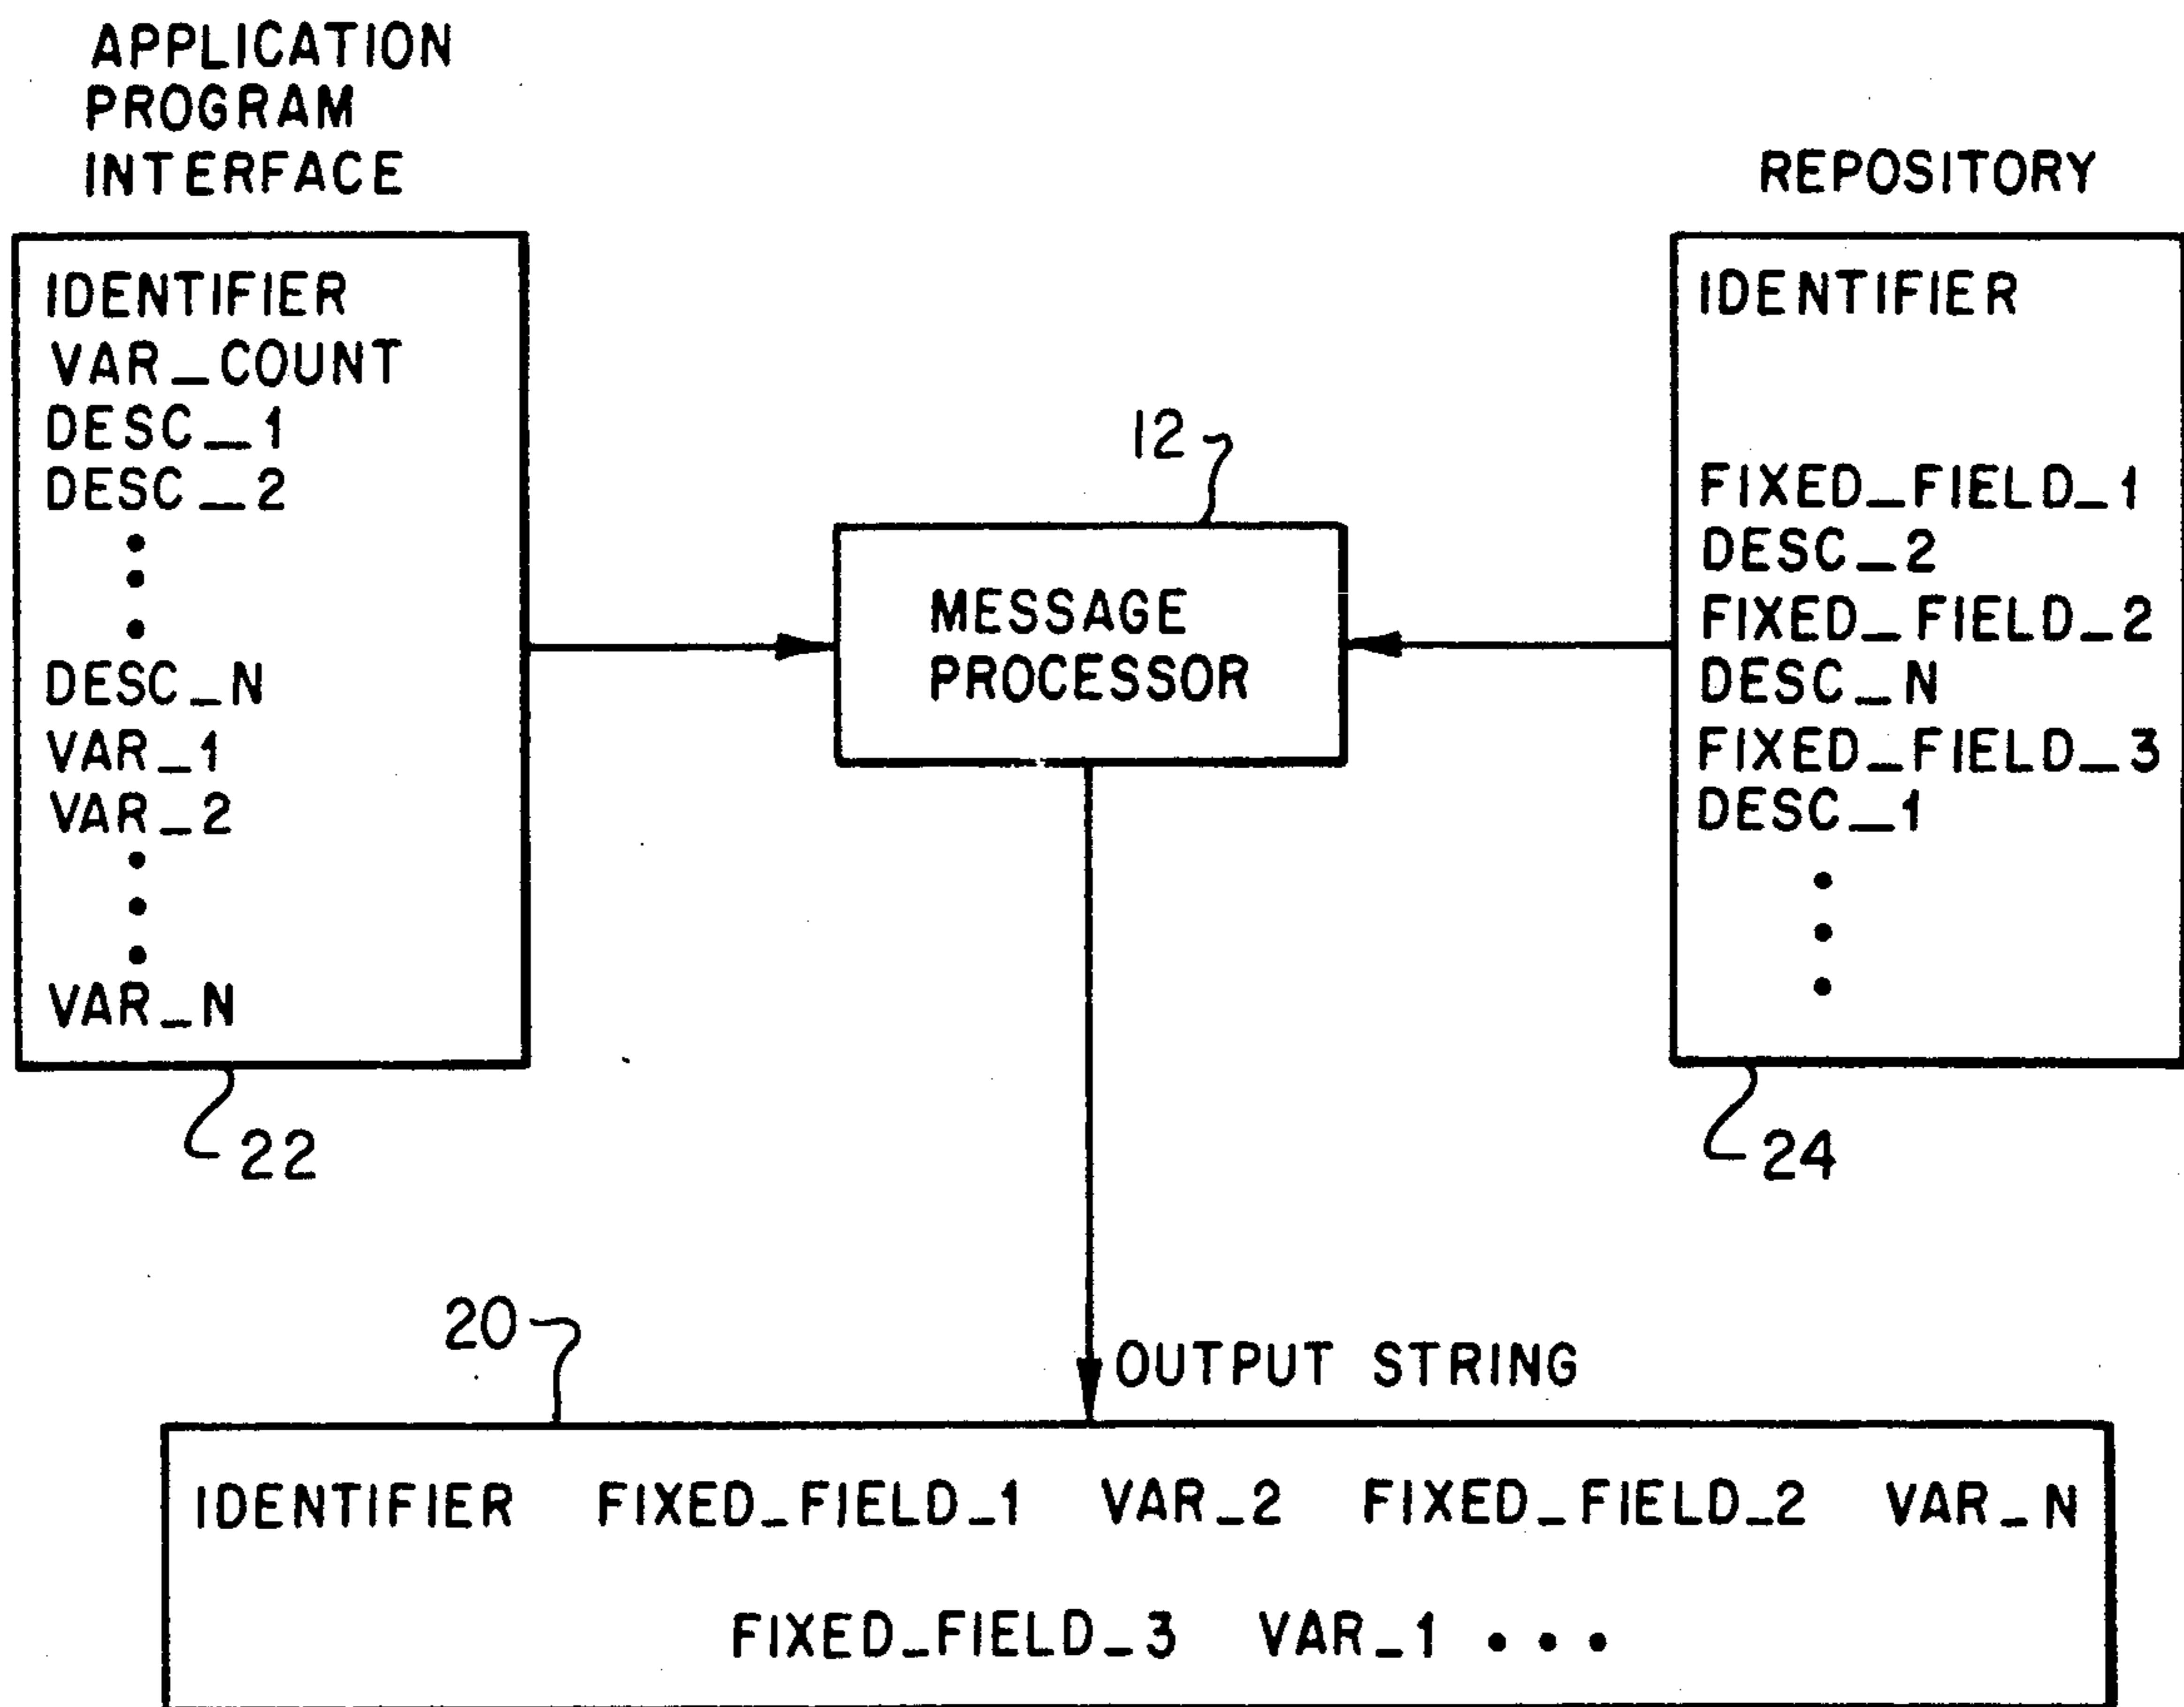 APPLICATION
PROGRAM
INTERFACE
IDENTIFIER
VAR_COUNT
DESC_1
DESC_2
DESC_N
VAR_1
VAR_2
VAR_N
22
12
MESSAGE
PROCESSOR
REPOSITORY
IDENTIFIER
FIXED_FIELD_1
DESC_2
FIXED_FIELD_2
DESC_N
FIXED_FIELD_3
DESC_1
24
20
OUTPUT STRING
IDENTIFIER FIXED_FIELD_1 VAR_2 FIXED_FIELD_2 VAR_N
FIXED_FIELD_3 VAR_1 • • •